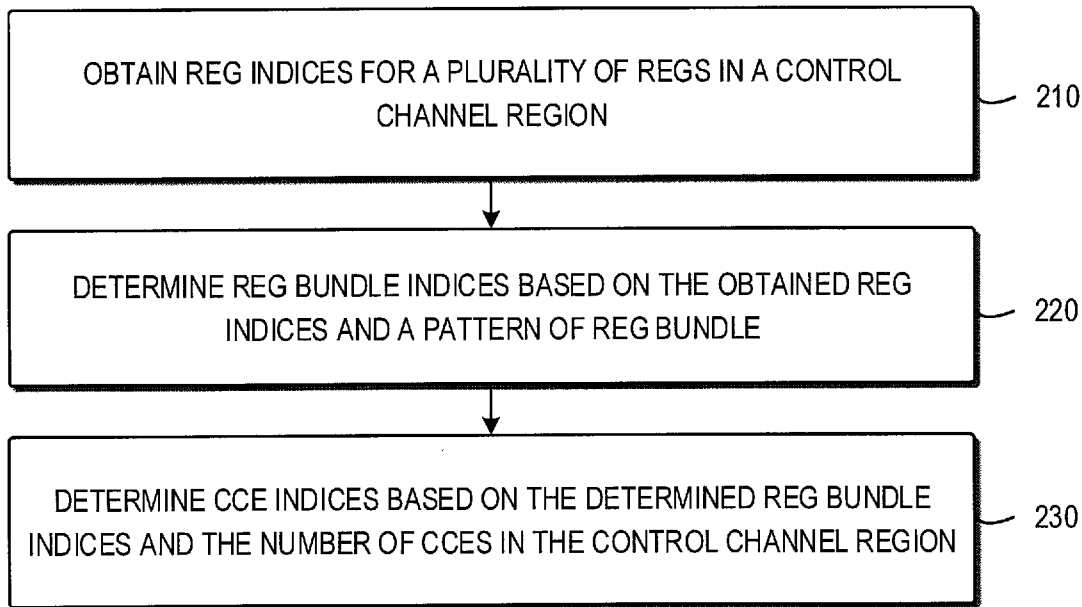 OBTAIN REG INDICES FOR A PLURALITY OF REGS IN A CONTROL
CHANNEL REGION
210
DETERMINE REG BUNDLE INDICES BASED ON THE OBTAINED REG
INDICES AND A PATTERN OF REG BUNDLE
220
DETERMINE CCE INDICES BASED ON THE DETERMINED REG BUNDLE
INDICES AND THE NUMBER OF CCES IN THE CONTROL CHANNEL REGION
230